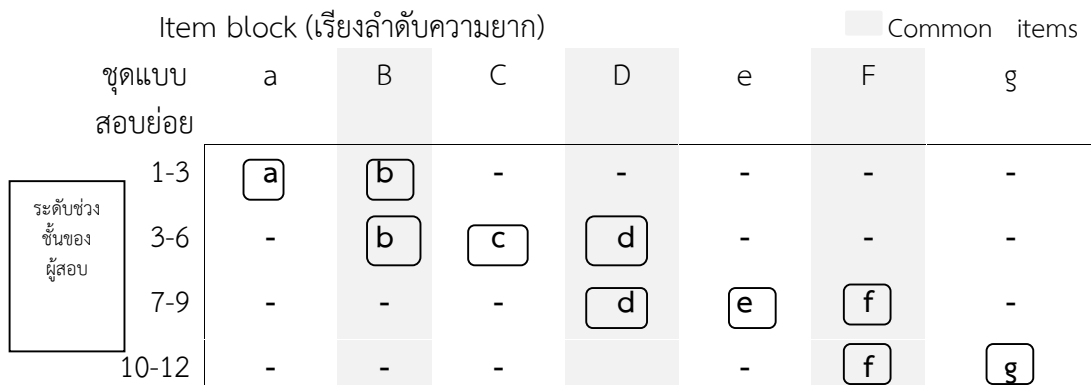 Item block (เรียงลำดับความยาก) Common items
ชุดแบบ a B C D e F g
สอบย่อย
1-3 a b - - - - -
ระดับช่วง
ชั้นของ
ผู้สอบ
3-6 - b c d - - -
7-9 - - - d e f -
10-12 - - - - f g